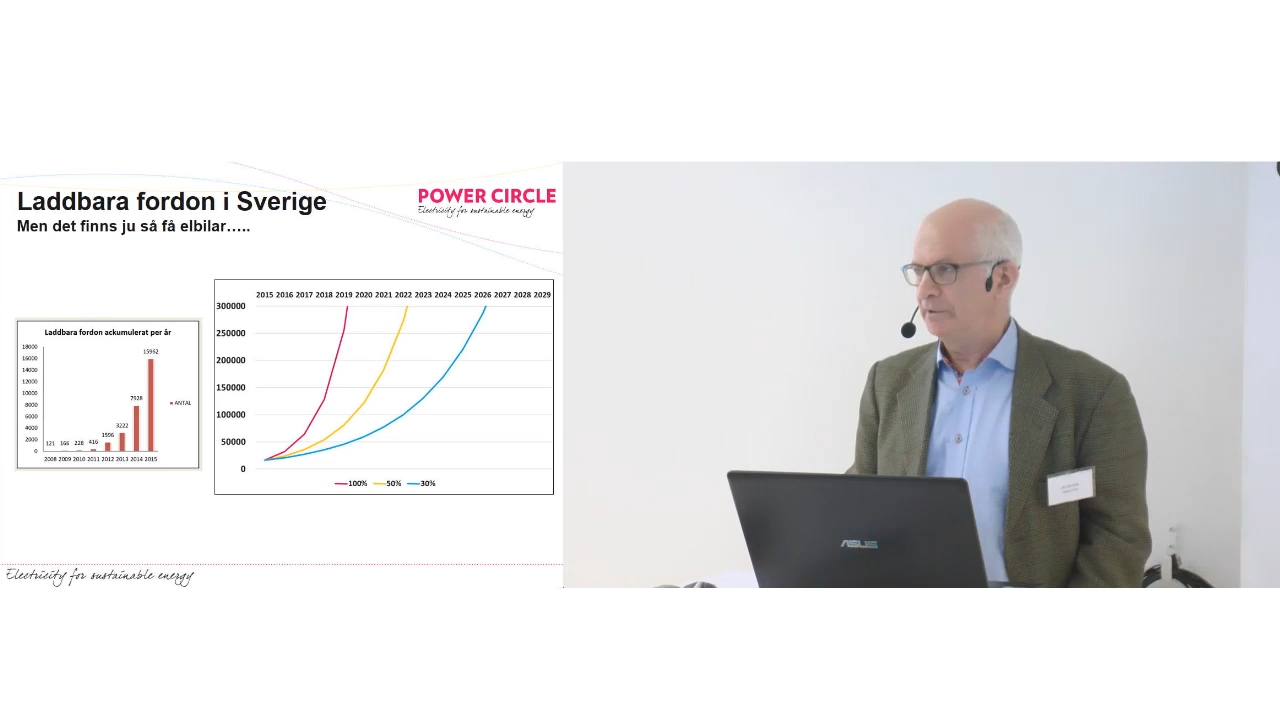 Laddbara fordon i Sverige
Men det finns ju så få elbilar…..
POWER CIRCLE
Electricity for sustainable energy
Laddbara fordon ackumulerat per år
18000
16000
14000
12000
10000
8000
6000
4000
2000
0
121 166 228 416 1596 3222 7928 15962
2008 2009 2010 2011 2012 2013 2014 2015
ANTAL
2015 2016 2017 2018 2019 2020 2021 2022 2023 2024 2025 2026 2027 2028 2029
300000
250000
200000
150000
100000
50000
0
100% 50% 30%
Electricity for sustainable energy
ASUS